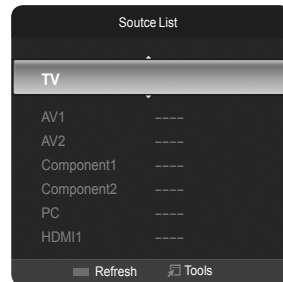 Soutce List
TV
AV1 ----
AV2 ----
Component1 ----
Component2 ----
PC ----
HDMI1 ----
Refresh Tools